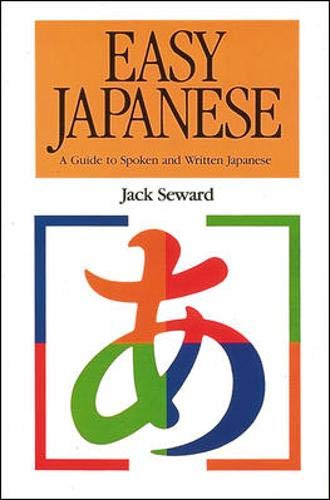 EASY
JAPANESE
A Guide to Spoken and Written Japanese
Jack Seward
あ